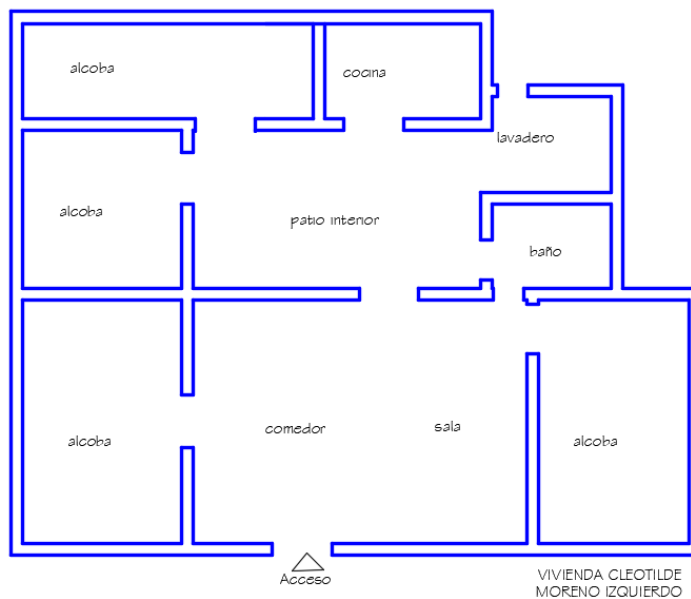 alcoba
cocina
lavadero
alcoba
patio interior
baño
alcoba
comedor
sala
alcoba
Acceso
VIVIENDA CLEOTILDE
MORENO IZQUIERDO